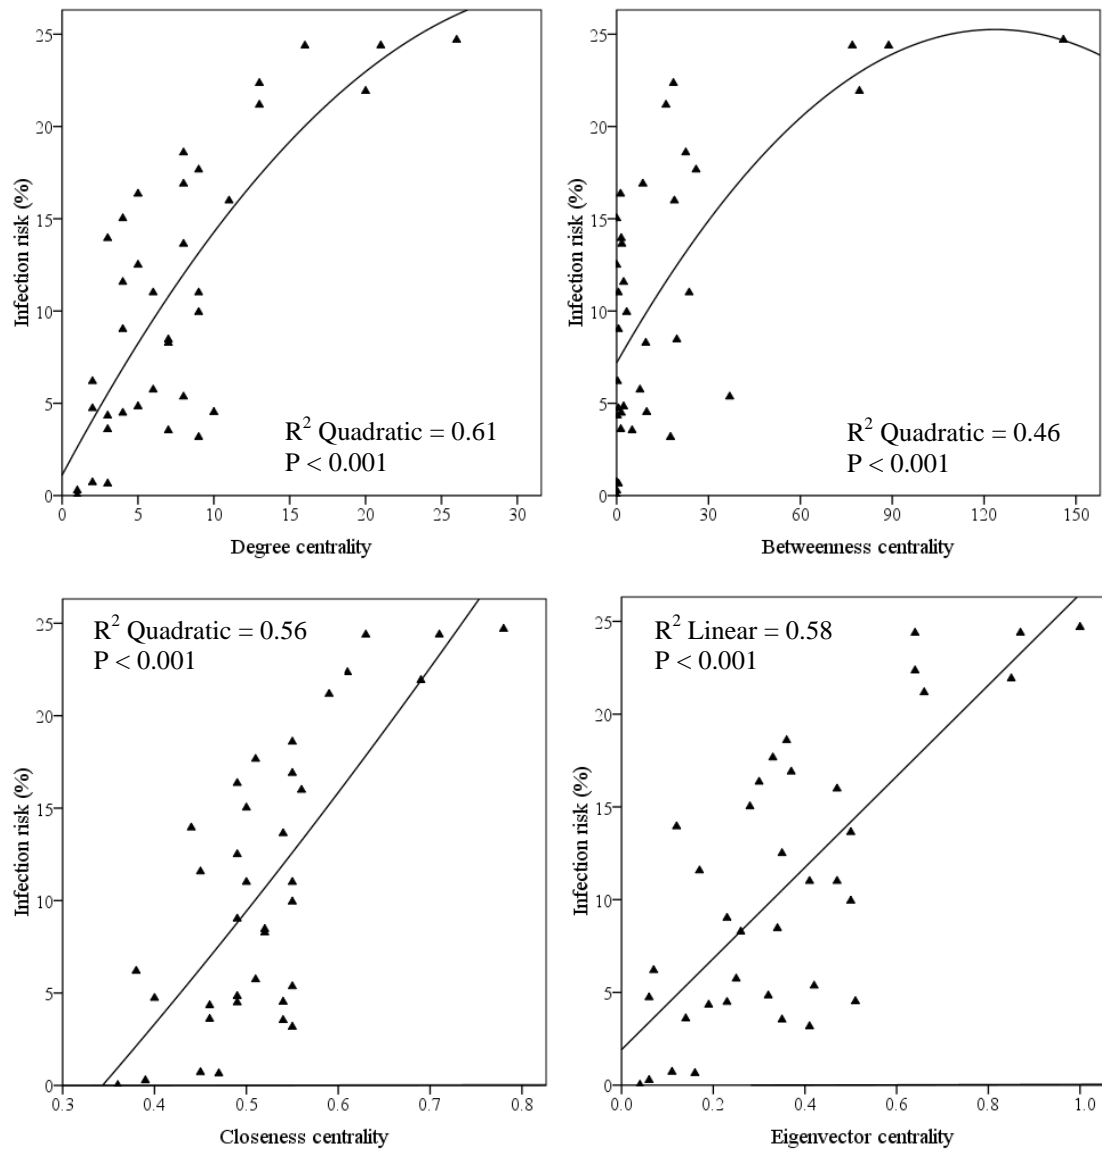 25
20
15
10
5
0
Infection risk (%)
R² Quadratic = 0.61
P < 0.001
0 5 10 15 20 25 30
Degree centrality
25
20
15
10
5
0
Infection risk (%)
R² Quadratic = 0.46
P < 0.001
0 30 60 90 120 150
Betweenness centrality
R² Quadratic = 0.56
P < 0.001
25
20
15
10
5
0
Infection risk (%)
0.3 0.4 0.5 0.6 0.7 0.8
Closeness centrality
R² Linear = 0.58
P < 0.001
25
20
15
10
5
0
Infection risk (%)
0.0 0.2 0.4 0.6 0.8 1.0
Eigenvector centrality